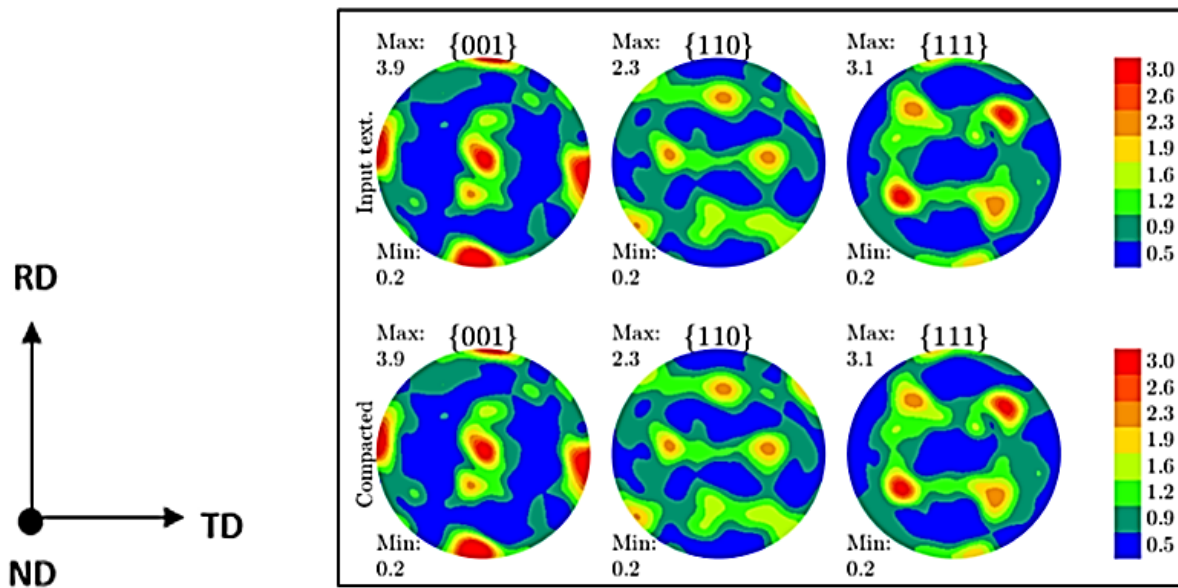 RD
TD
ND
Max:
3.9
{001}
Max:
2.3
{110}
Max:
3.1
{111}
Input text.
Min:
0.2
Min:
0.2
Min:
0.2
3.0
2.6
2.3
1.9
1.6
1.2
0.9
0.5
Max:
3.9
{001}
Max:
2.3
{110}
Max:
3.1
{111}
Compacted
Min:
0.2
Min:
0.2
Min:
0.2
3.0
2.6
2.3
1.9
1.6
1.2
0.9
0.5